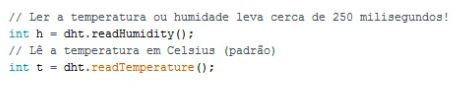 // Ler a temperatura ou humidade leva cerca de 250 milisegundos!
int h = dht.readHumidity();
// Lê a temperatura em Celsius (padrão)
int t = dht.readTemperature();